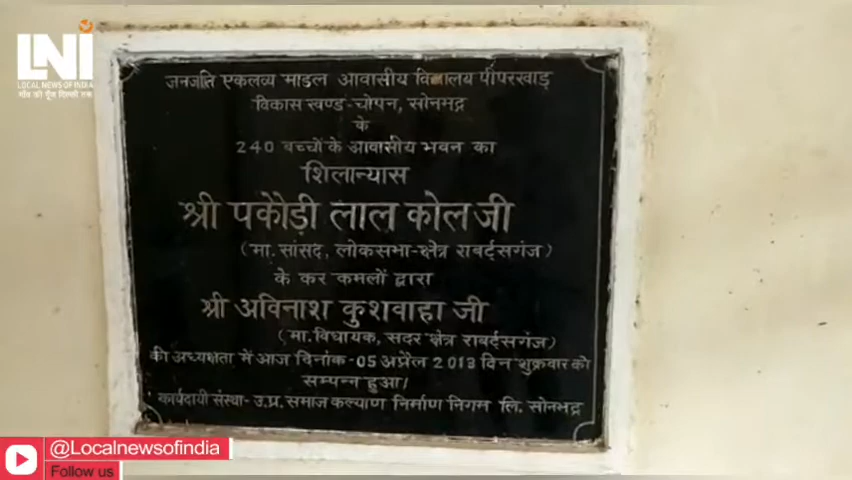 LNI
LOCAL NEWS OF INDIA
गाँव की गूँज दिल्ली तक
जनजाति एकलव्य माडल आवासीय विद्यालय पीपरखाड़
विकास खण्ड-चोपन, सोनभद्र
के
240 बच्चों के आवासीय भवन का
शिलान्यास
श्री पकौड़ी लाल कोल जी
(मा. सांसद, लोकसभा-क्षेत्र राबर्ट्सगंज)
के कर कमलों द्वारा
श्री अविनाश कुशवाहा जी
(मा. विधायक, सदर क्षेत्र राबर्ट्सगंज)
की अध्यक्षता में आज दिनांक-05 अप्रैल 2013 दिन शुक्रवार को
सम्पन्न हुआ।
कार्यदायी संस्था- उ.प्र. समाज कल्याण निर्माण निगम लि. सोनभद्र
@Localnewsofindia
Follow us